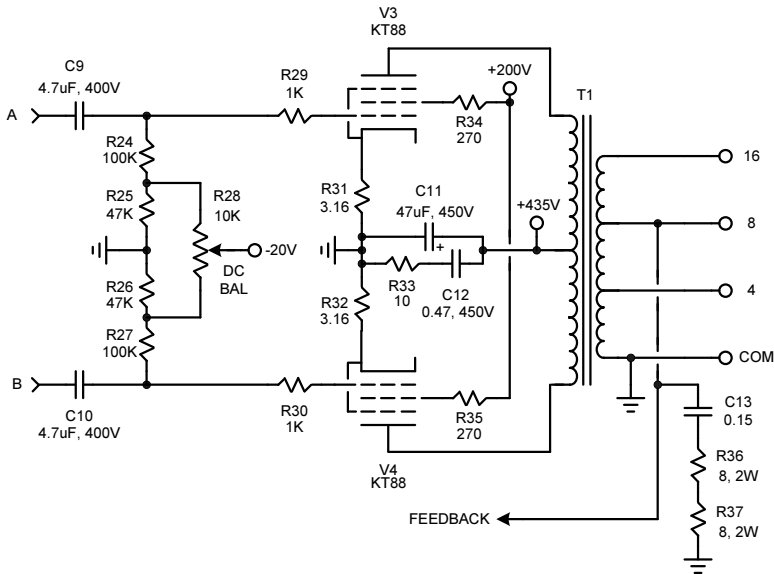 V3
KT88
C9
4.7uF, 400V
R29
1K
+200V
T1
A
R34
270
R24
100K
16
R31
3.16
C11
47uF, 450V
R25
47K
R28
10K
+435V
8
-20V
+
R33
10
DC
BAL
C12
0.47, 450V
R26
47K
4
R32
3.16
R27
100K
COM
B
C10
4.7uF, 400V
R30
1K
R35
270
C13
0.15
V4
KT88
R36
8, 2W
FEEDBACK
R37
8, 2W